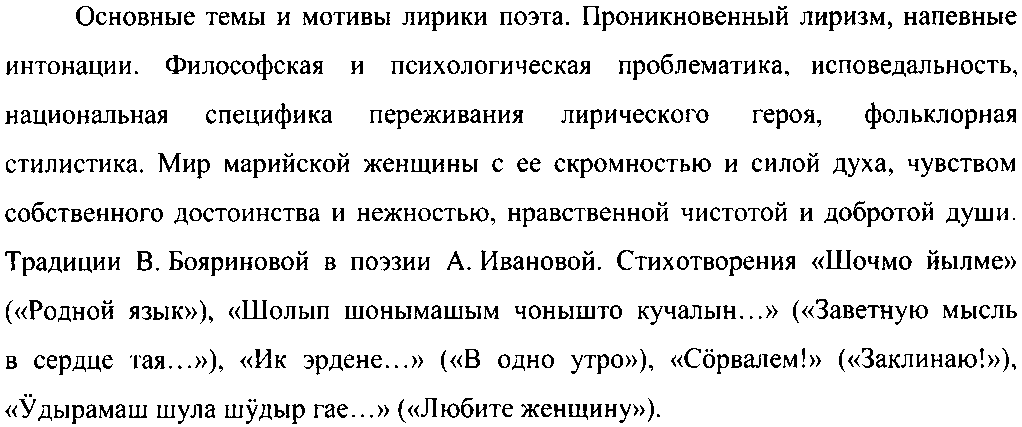 Основные темы и мотивы лирики поэта. Проникновенный лиризм, напевные
интонации. Философская и психологическая проблематика, исповедальность,
национальная специфика переживания лирического героя, фольклорная
стилистика. Мир марийской женщины с ее скромностью и силой духа, чувством
собственного достоинства и нежностью, нравственной чистотой и добротой души.
Традиции В. Бояриновой в поэзии А. Ивановой. Стихотворения «Шочмо йылме»
(«Родной язык»), «Шолып шонымашым чонышто кучалын...» («Заветную мысль
в сердце тая...»), «Ик эрдене...» («В одно утро»), «Сӧрвалем!» («Заклинаю!»),
«Ӱдырамаш шула шӱдыр гае...» («Любите женщину»).